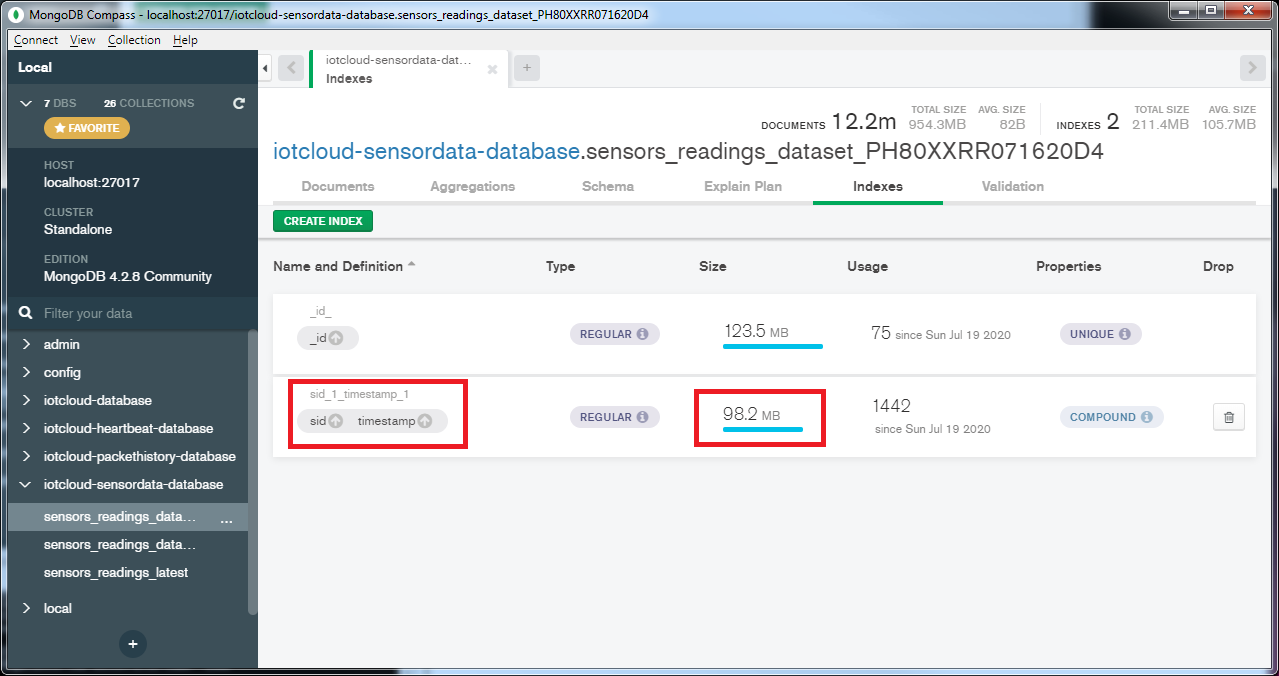 MongoDB Compass - localhost:27017/iotcloud-sensordata-database.sensors_readings_dataset_PH80XXRR071620D4
Connect View Collection Help
Local
7 DBS 26 COLLECTIONS
FAVORITE
HOST
localhost:27017
CLUSTER
Standalone
EDITION
MongoDB 4.2.8 Community
Filter your data
admin
config
iotcloud-database
iotcloud-heartbeat-database
iotcloud-packethistory-database
iotcloud-sensordata-database
sensors_readings_data... ...
sensors_readings_data...
sensors_readings_latest
local
+
iotcloud-sensordata-dat...
Indexes
+
DOCUMENTS 12.2m TOTAL SIZE 954.3MB AVG. SIZE 82B INDEXES 2 TOTAL SIZE 211.4MB AVG. SIZE 105.7MB
iotcloud-sensordata-database.sensors_readings_dataset_PH80XXRR071620D4
Documents Aggregations Schema Explain Plan Indexes Validation
CREATE INDEX
Name and Definition Type Size Usage Properties Drop
_id_
_id REGULAR 123.5 MB 75 since Sun Jul 19 2020 UNIQUE
sid_1_timestamp_1
sid timestamp REGULAR 98.2 MB 1442 since Sun Jul 19 2020 COMPOUND